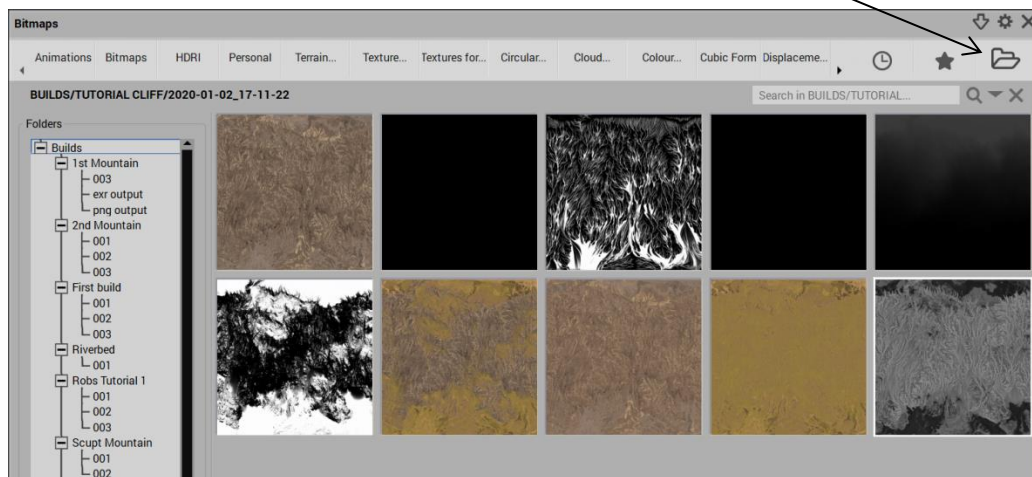 Bitmaps
Animations Bitmaps HDRI Personal Terrain... Texture... Textures for... Circular... Cloud... Colour... Cubic Form Displaceme...
BUILDS/TUTORIAL CLIFF/2020-01-02_17-11-22 Search in BUILDS/TUTORIAL...
Folders
Builds
1st Mountain
003
exr output
png output
2nd Mountain
001
002
003
First build
001
002
003
Riverbed
001
Robs Tutorial 1
001
002
003
Scupt Mountain
001
002